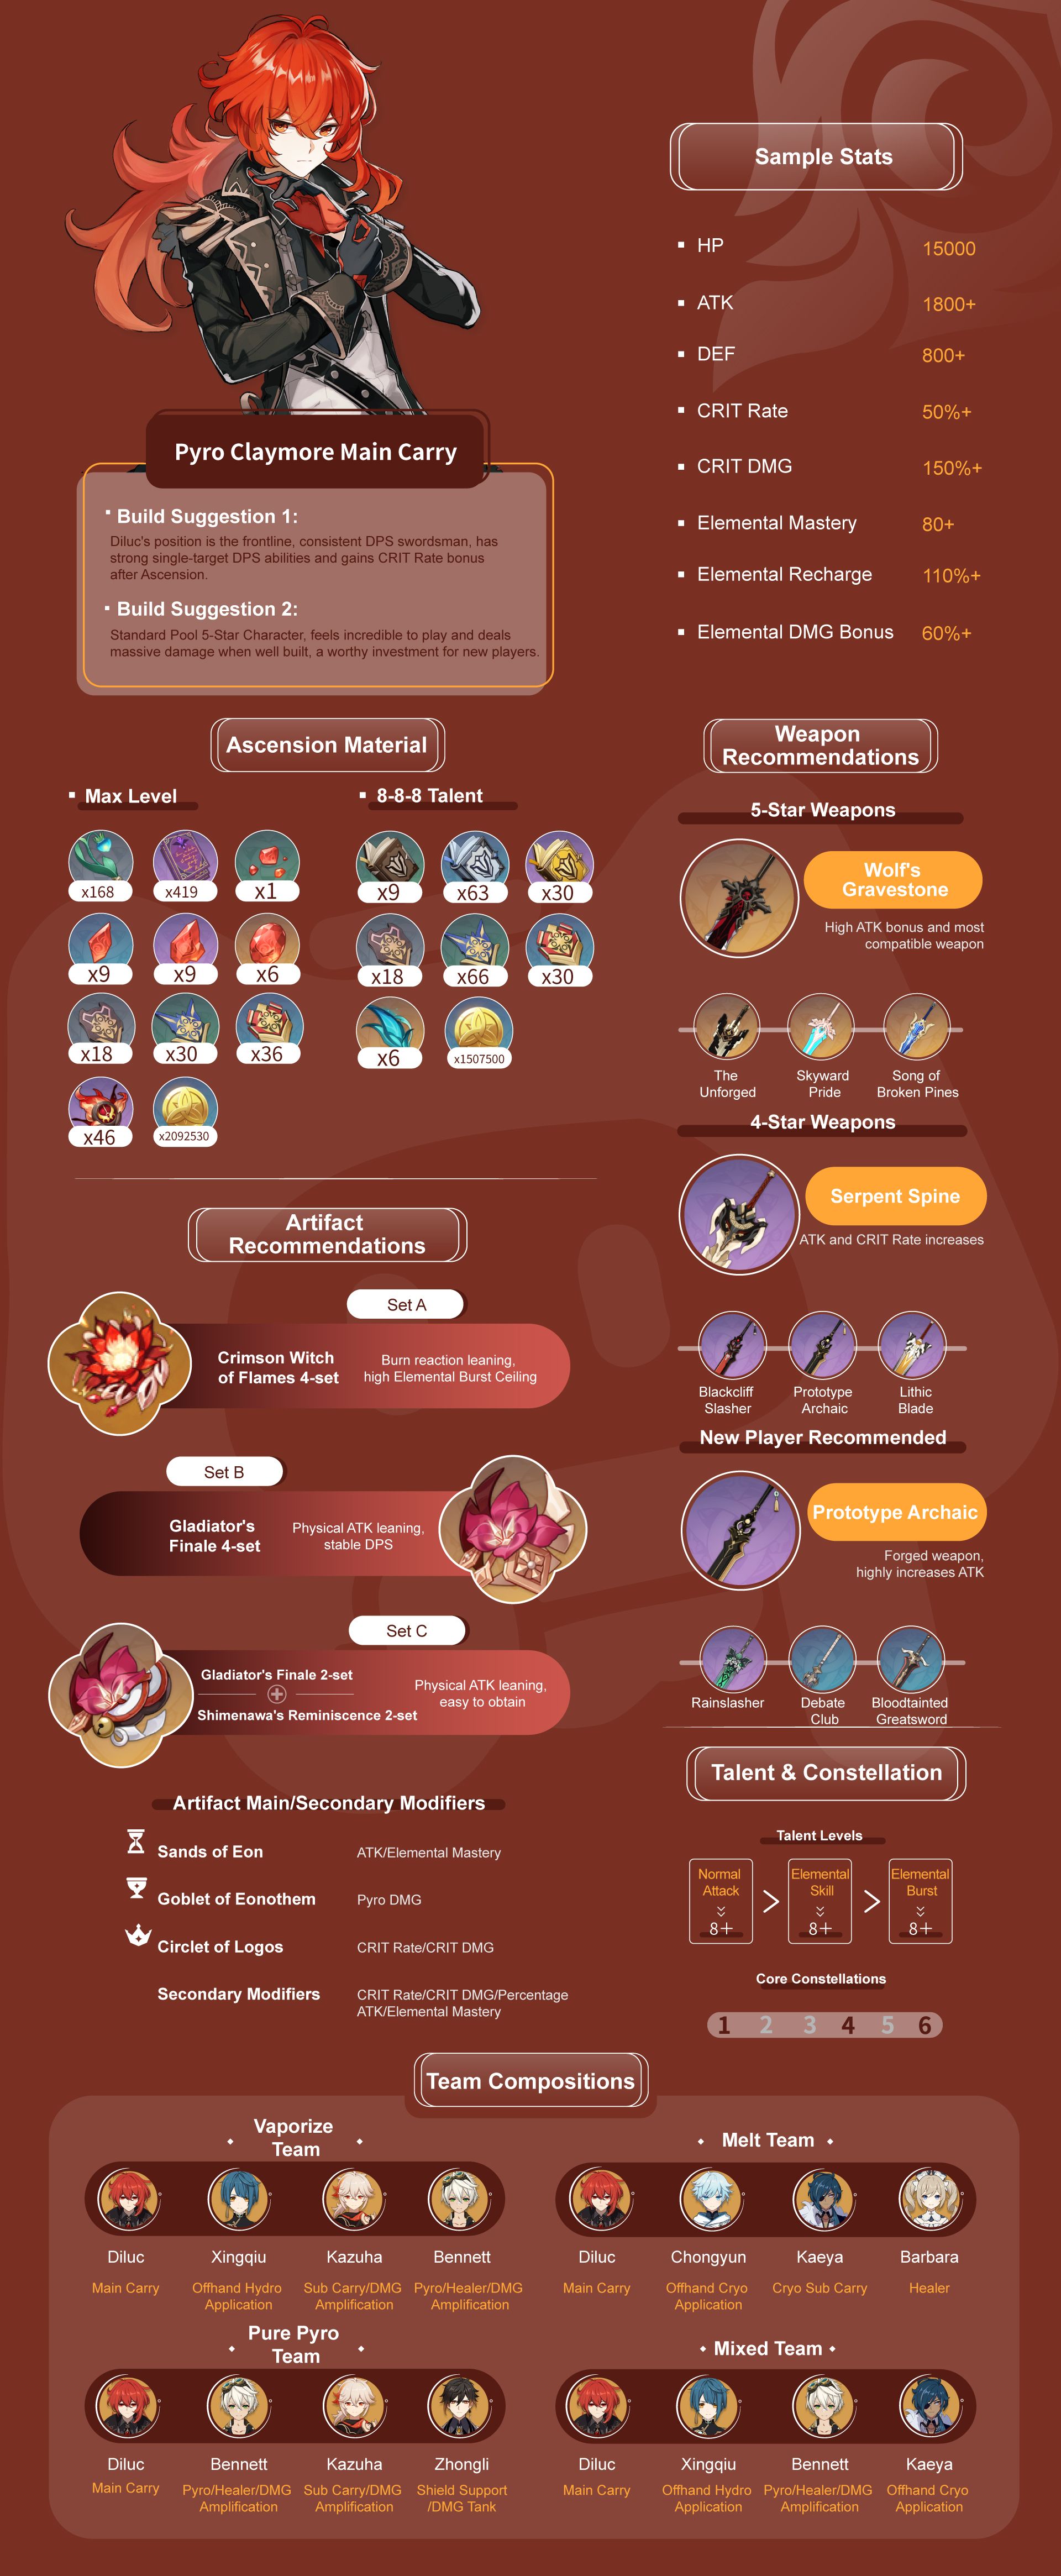 Sample Stats
HP 15000
ATK 1800+
DEF 800+
CRIT Rate 50%+
CRIT DMG 150%+
Elemental Mastery 80+
Elemental Recharge 110%+
Elemental DMG Bonus 60%+
Pyro Claymore Main Carry
Build Suggestion 1:
Diluc's position is the frontline, consistent DPS swordsman, has
strong single-target DPS abilities and gains CRIT Rate bonus
after Ascension.
Build Suggestion 2:
Standard Pool 5-Star Character, feels incredible to play and deals
massive damage when well built, a worthy investment for new players.
Ascension Material
Max Level
x168 x419 x1
x9 x9 x6
x18 x30 x36
x46 x2092530
8-8-8 Talent
x9 x63 x30
x18 x66 x30
x6 x1507500
Artifact
Recommendations
Set A
Crimson Witch
of Flames 4-set
Burn reaction leaning,
high Elemental Burst Ceiling
Set B
Gladiator's
Finale 4-set
Physical ATK leaning,
stable DPS
Set C
Gladiator's Finale 2-set
Shimenawa's Reminiscence 2-set
Physical ATK leaning,
easy to obtain
Artifact Main/Secondary Modifiers
Sands of Eon ATK/Elemental Mastery
Goblet of Eonothem Pyro DMG
Circlet of Logos CRIT Rate/CRIT DMG
Secondary Modifiers CRIT Rate/CRIT DMG/Percentage
ATK/Elemental Mastery
Weapon
Recommendations
5-Star Weapons
Wolf's
Gravestone
High ATK bonus and most
compatible weapon
The
Unforged
Skyward
Pride
Song of
Broken Pines
4-Star Weapons
Serpent Spine
ATK and CRIT Rate increases
Blackcliff
Slasher
Prototype
Archaic
Lithic
Blade
New Player Recommended
Prototype Archaic
Forged weapon,
highly increases ATK
Rainslasher
Debate
Club
Bloodtainted
Greatsword
Talent & Constellation
Talent Levels
Normal
Attack
8+
>
Elemental
Skill
8+
>
Elemental
Burst
8+
Core Constellations
1 2 3 4 5 6
Team Compositions
Vaporize
Team
Diluc Xingqiu Kazuha Bennett
Main Carry
Offhand Hydro
Application
Sub Carry/DMG
Amplification
Pyro/Healer/DMG
Amplification
Melt Team
Diluc Chongyun Kaeya Barbara
Main Carry
Offhand Cryo
Application
Cryo Sub Carry
Healer
Pure Pyro
Team
Diluc Bennett Kazuha Zhongli
Main Carry
Pyro/Healer/DMG
Amplification
Sub Carry/DMG
Amplification
Shield Support
/DMG Tank
Mixed Team
Diluc Xingqiu Bennett Kaeya
Main Carry
Offhand Hydro
Application
Pyro/Healer/DMG
Amplification
Offhand Cryo
Application